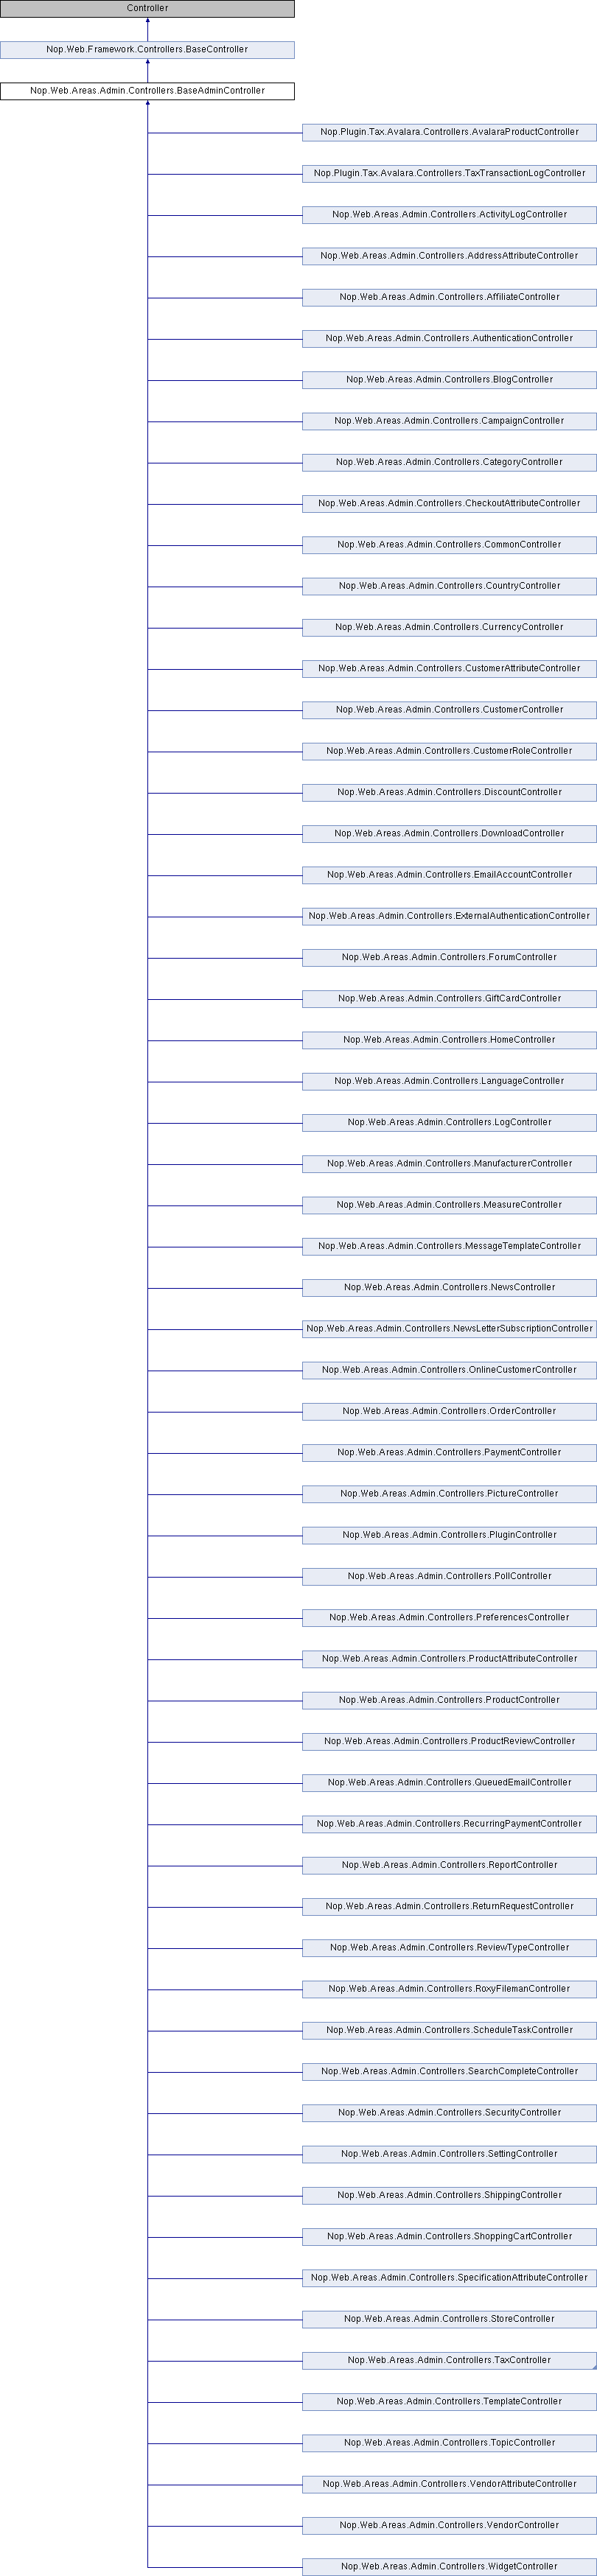 Controller
Nop.Web.Framework.Controllers.BaseController
Nop.Web.Areas.Admin.Controllers.BaseAdminController
Nop.Plugin.Tax.Avalara.Controllers.AvalaraProductController
Nop.Plugin.Tax.Avalara.Controllers.TaxTransactionLogController
Nop.Web.Areas.Admin.Controllers.ActivityLogController
Nop.Web.Areas.Admin.Controllers.AddressAttributeController
Nop.Web.Areas.Admin.Controllers.AffiliateController
Nop.Web.Areas.Admin.Controllers.AuthenticationController
Nop.Web.Areas.Admin.Controllers.BlogController
Nop.Web.Areas.Admin.Controllers.CampaignController
Nop.Web.Areas.Admin.Controllers.CategoryController
Nop.Web.Areas.Admin.Controllers.CheckoutAttributeController
Nop.Web.Areas.Admin.Controllers.CommonController
Nop.Web.Areas.Admin.Controllers.CountryController
Nop.Web.Areas.Admin.Controllers.CurrencyController
Nop.Web.Areas.Admin.Controllers.CustomerAttributeController
Nop.Web.Areas.Admin.Controllers.CustomerController
Nop.Web.Areas.Admin.Controllers.CustomerRoleController
Nop.Web.Areas.Admin.Controllers.DiscountController
Nop.Web.Areas.Admin.Controllers.DownloadController
Nop.Web.Areas.Admin.Controllers.EmailAccountController
Nop.Web.Areas.Admin.Controllers.ExternalAuthenticationController
Nop.Web.Areas.Admin.Controllers.ForumController
Nop.Web.Areas.Admin.Controllers.GiftCardController
Nop.Web.Areas.Admin.Controllers.HomeController
Nop.Web.Areas.Admin.Controllers.LanguageController
Nop.Web.Areas.Admin.Controllers.LogController
Nop.Web.Areas.Admin.Controllers.ManufacturerController
Nop.Web.Areas.Admin.Controllers.MeasureController
Nop.Web.Areas.Admin.Controllers.MessageTemplateController
Nop.Web.Areas.Admin.Controllers.NewsController
Nop.Web.Areas.Admin.Controllers.NewsLetterSubscriptionController
Nop.Web.Areas.Admin.Controllers.OnlineCustomerController
Nop.Web.Areas.Admin.Controllers.OrderController
Nop.Web.Areas.Admin.Controllers.PaymentController
Nop.Web.Areas.Admin.Controllers.PictureController
Nop.Web.Areas.Admin.Controllers.PluginController
Nop.Web.Areas.Admin.Controllers.PollController
Nop.Web.Areas.Admin.Controllers.PreferencesController
Nop.Web.Areas.Admin.Controllers.ProductAttributeController
Nop.Web.Areas.Admin.Controllers.ProductController
Nop.Web.Areas.Admin.Controllers.ProductReviewController
Nop.Web.Areas.Admin.Controllers.QueuedEmailController
Nop.Web.Areas.Admin.Controllers.RecurringPaymentController
Nop.Web.Areas.Admin.Controllers.ReportController
Nop.Web.Areas.Admin.Controllers.ReturnRequestController
Nop.Web.Areas.Admin.Controllers.ReviewTypeController
Nop.Web.Areas.Admin.Controllers.RoxyFilemanController
Nop.Web.Areas.Admin.Controllers.ScheduleTaskController
Nop.Web.Areas.Admin.Controllers.SearchCompleteController
Nop.Web.Areas.Admin.Controllers.SecurityController
Nop.Web.Areas.Admin.Controllers.SettingController
Nop.Web.Areas.Admin.Controllers.ShippingController
Nop.Web.Areas.Admin.Controllers.ShoppingCartController
Nop.Web.Areas.Admin.Controllers.SpecificationAttributeController
Nop.Web.Areas.Admin.Controllers.StoreController
Nop.Web.Areas.Admin.Controllers.TaxController
Nop.Web.Areas.Admin.Controllers.TemplateController
Nop.Web.Areas.Admin.Controllers.TopicController
Nop.Web.Areas.Admin.Controllers.VendorAttributeController
Nop.Web.Areas.Admin.Controllers.VendorController
Nop.Web.Areas.Admin.Controllers.WidgetController